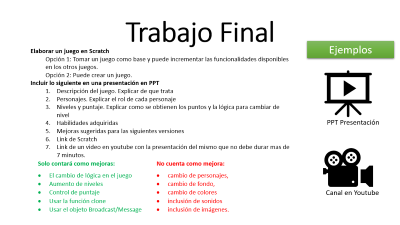 Trabajo Final
Elaborar un juego en Scratch
Opción 1: Tomar un juego como base y puede incrementar las funcionalidades disponibles
en los otros juegos.
Opción 2: Puede crear un juego.
Incluir lo siguiente en una presentación en PPT
1. Descripción del juego. Explicar de que trata
2. Personajes. Explicar el rol de cada personaje
3. Niveles y puntaje. Explicar como se obtienen los puntos y la lógica para cambiar de
nivel
4. Habilidades adquiridas
5. Mejoras sugeridas para las siguientes versiones
6. Link de Scratch
7. Link de un video en youtube con la presentación del mismo que no debe durar mas de
7 minutos.
Solo contará como mejoras:
• El cambio de lógica en el juego
• Aumento de niveles
• Control de puntaje
• Usar la función clone
• Usar el objeto Broadcast/Message
No cuenta como mejora:
• cambio de personajes,
• cambio de fondo,
• cambio de colores
• inclusión de sonidos
• inclusión de imágenes.
Ejemplos
PPT Presentación
Canal en Youtube